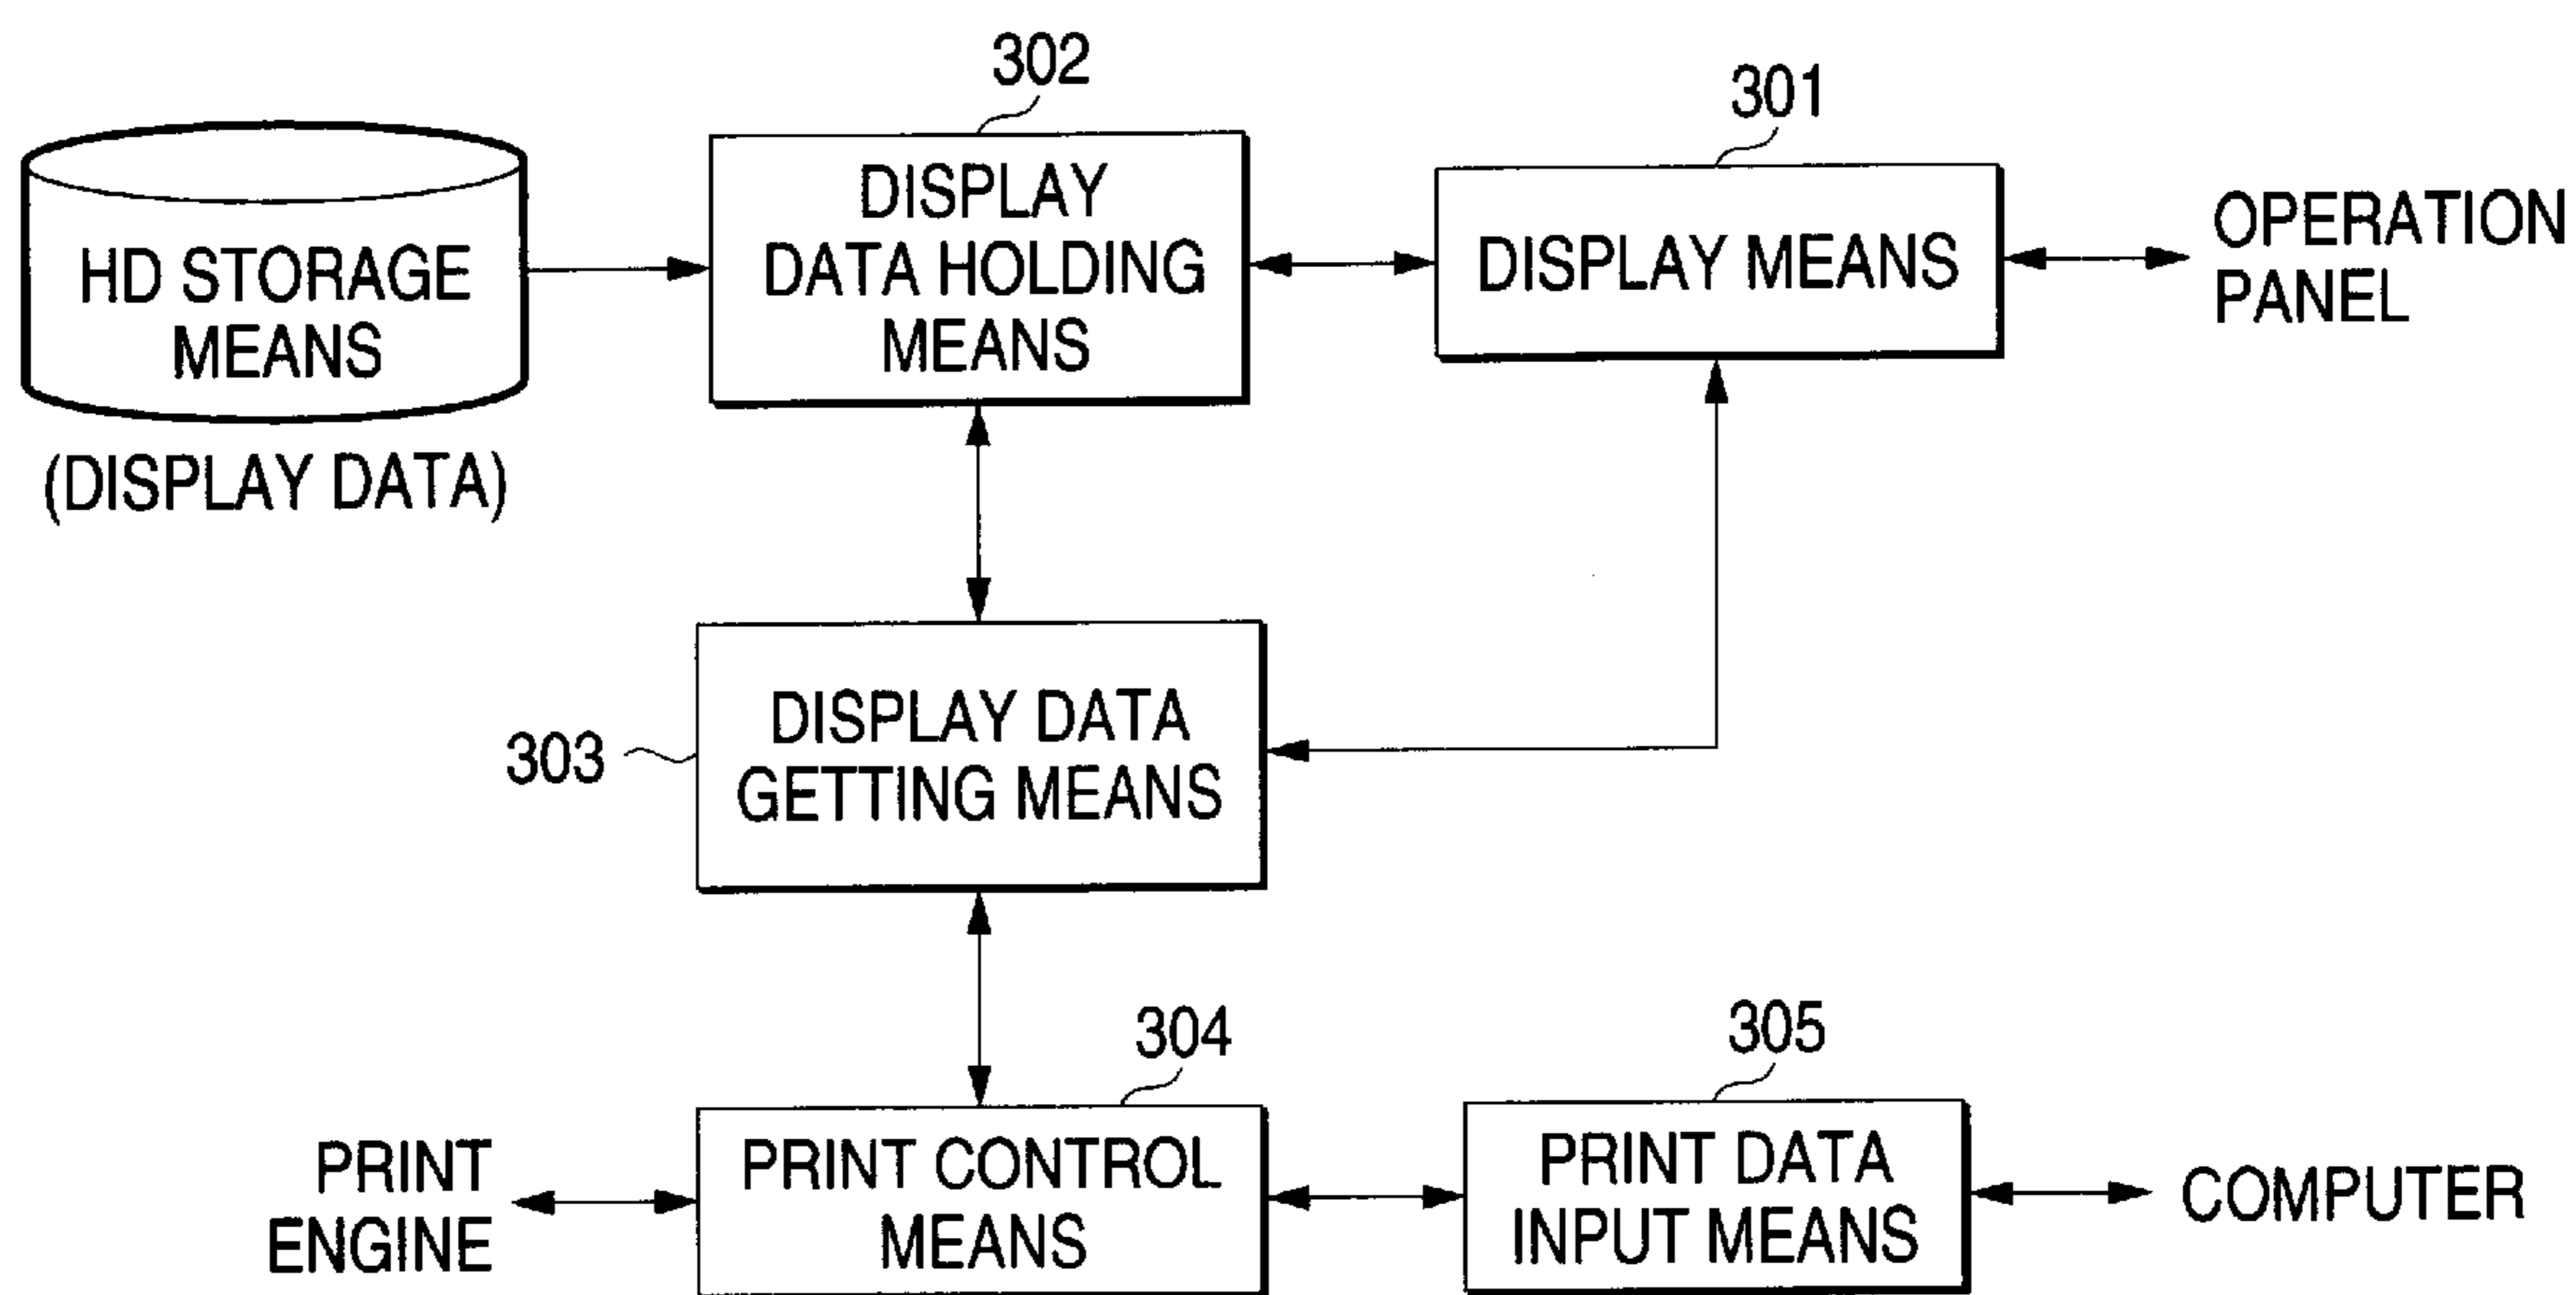 302
301
HD STORAGE
MEANS
(DISPLAY DATA)
DISPLAY
DATA HOLDING
MEANS
DISPLAY MEANS
OPERATION
PANEL
303
DISPLAY DATA
GETTING MEANS
304
305
PRINT
ENGINE
PRINT CONTROL
MEANS
PRINT DATA
INPUT MEANS
COMPUTER